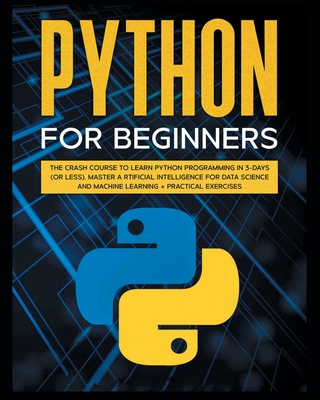 PYTHON
FOR BEGINNERS
THE CRASH COURSE TO LEARN PYTHON PROGRAMMING IN 3-DAYS
(OR LESS). MASTER A RTIFICIAL INTELLIGENCE FOR DATA SCIENCE
AND MACHINE LEARNING + PRACTICAL EXERCISES